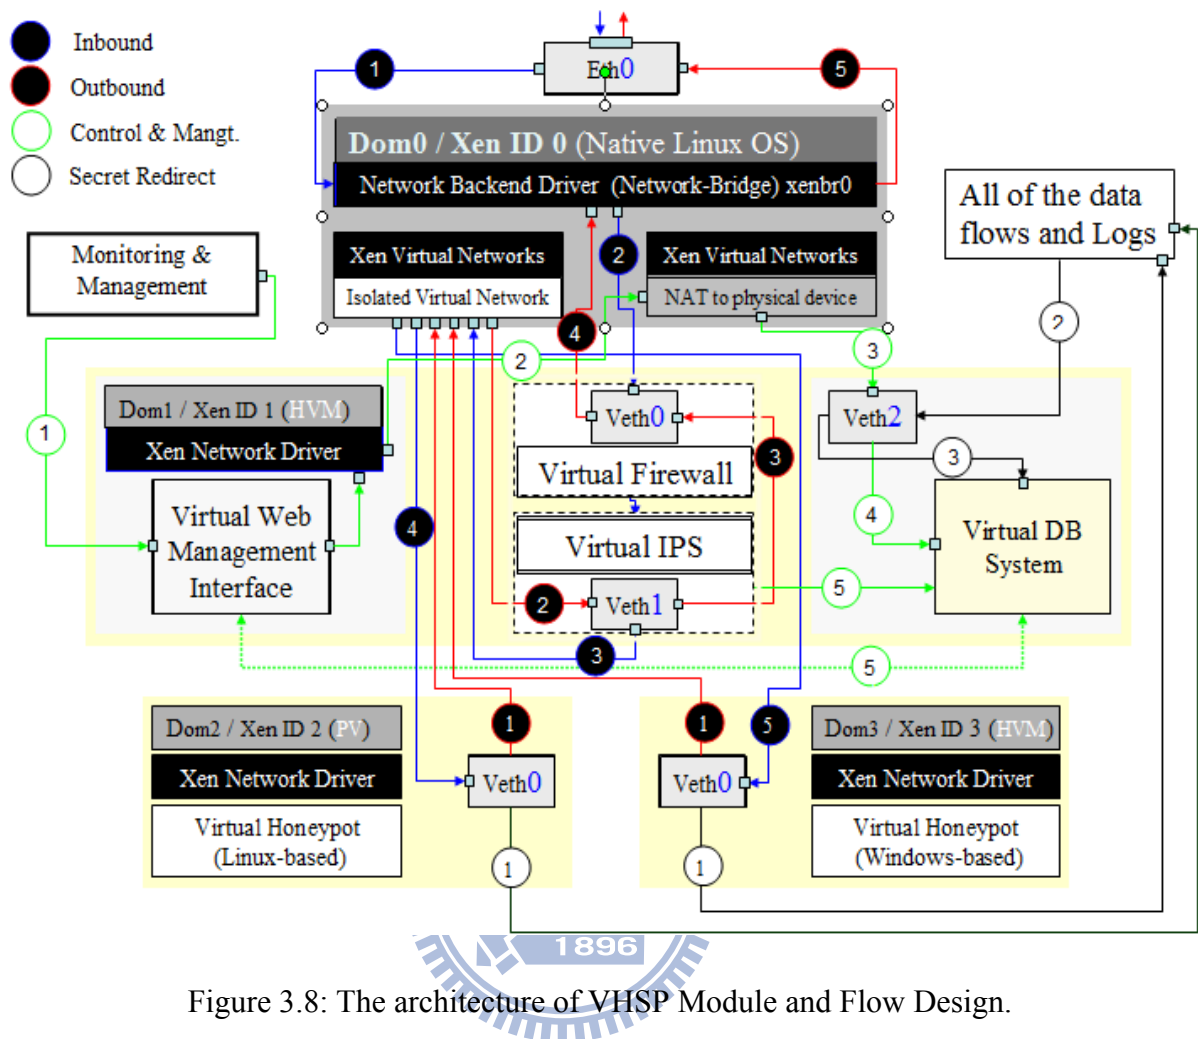 Inbound
Outbound
Control & Mangt.
Secret Redirect
1
Eth0
5
Dom0 / Xen ID 0 (Native Linux OS)
Network Backend Driver (Network-Bridge) xenbr0
All of the data
flows and Logs
Monitoring &
Management
Xen Virtual Networks
Isolated Virtual Network
2
Xen Virtual Networks
NAT to physical device
4
2
3
2
Dom1 / Xen ID 1 (HVM)
Xen Network Driver
1
Veth0
Veth2
3
3
Virtual Firewall
Virtual Web
Management
Interface
4
Virtual IPS
4
Virtual DB
System
2
Veth1
5
3
5
Dom2 / Xen ID 2 (PV)
Xen Network Driver
Virtual Honeypot
(Linux-based)
1
Veth0
1
1
5
Veth0
1
Dom3 / Xen ID 3 (HVM)
Xen Network Driver
Virtual Honeypot
(Windows-based)
1896
Figure 3.8: The architecture of VHSP Module and Flow Design.